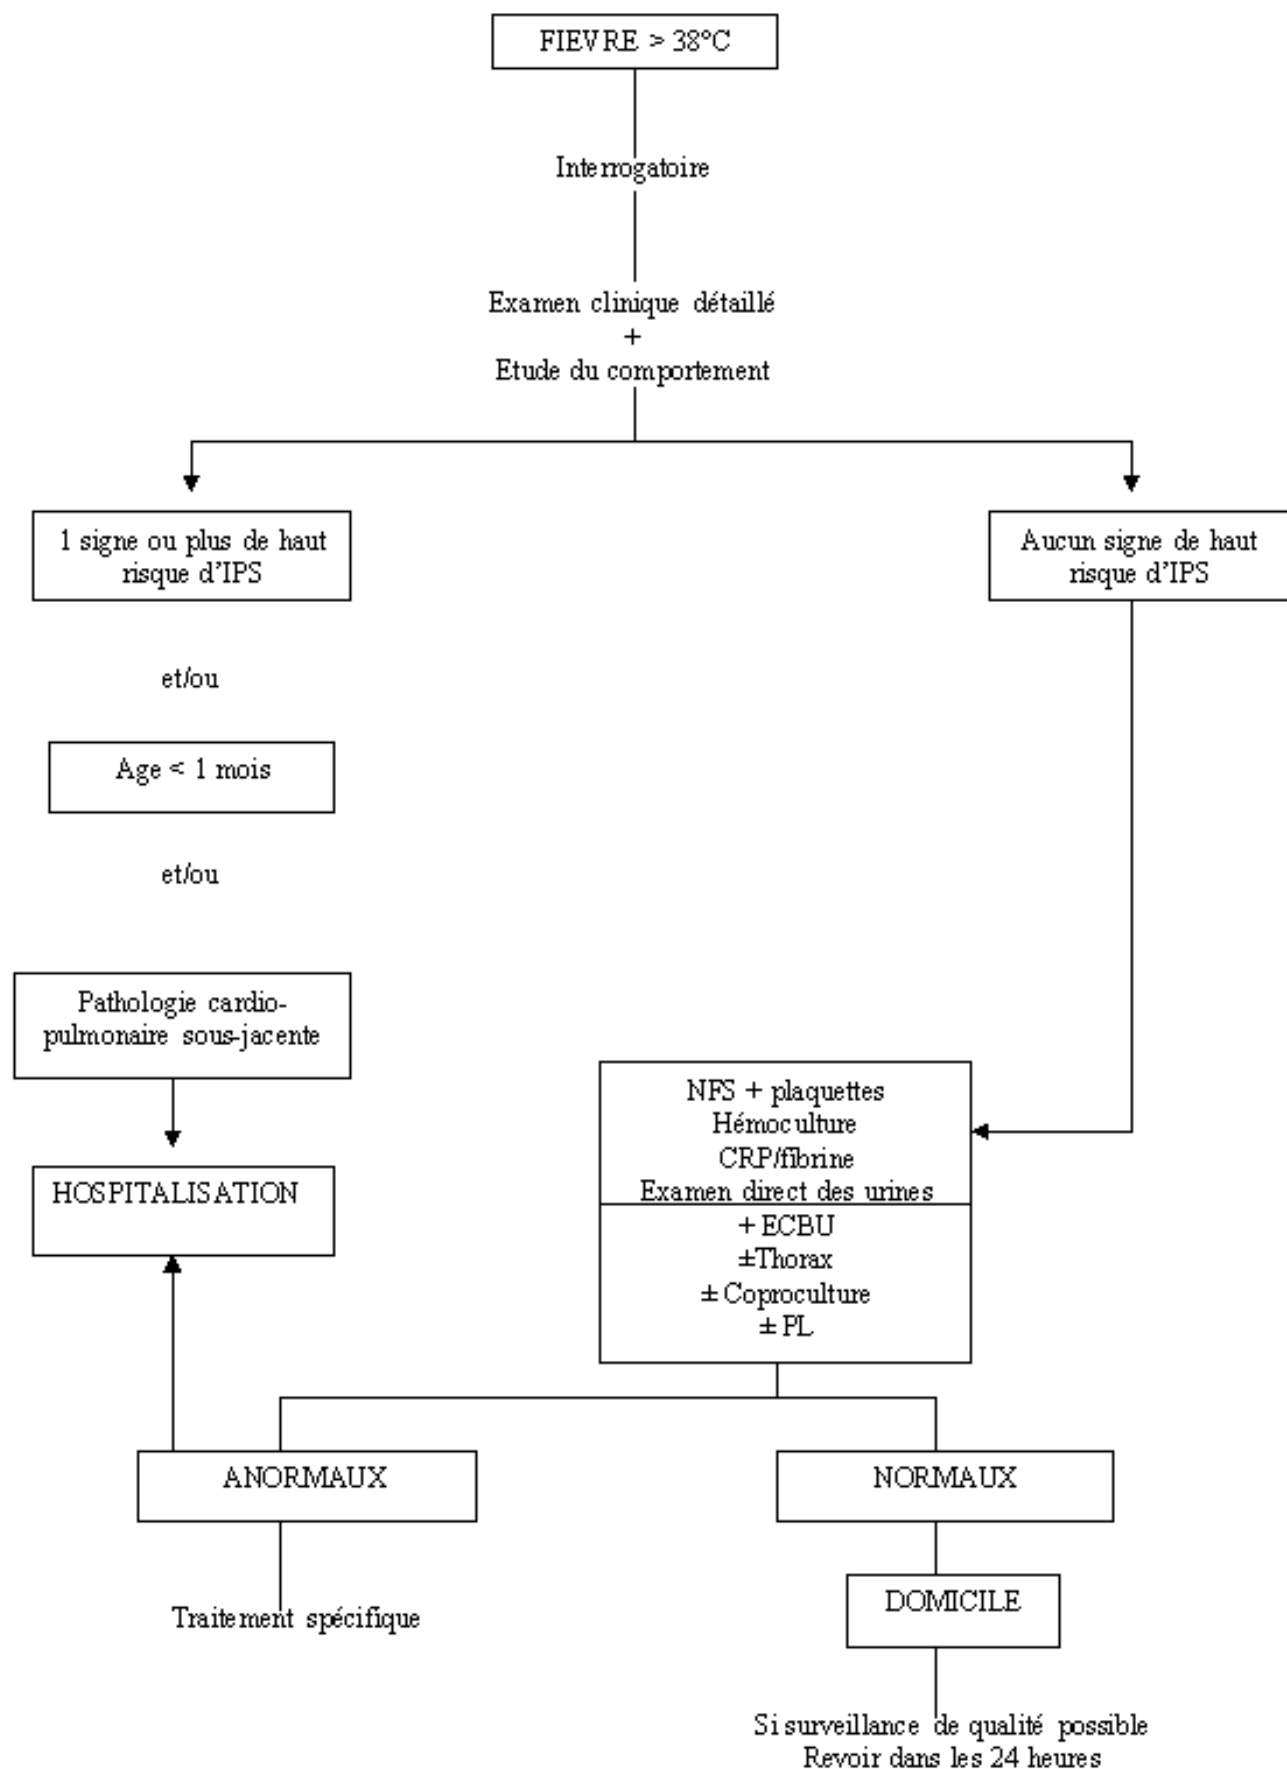 FIEVRE > 38°C
Interrogatoire
Examen clinique détaillé
+
Etude du comportement
1 signe ou plus de haut
risque d'IPS
Aucun signe de haut
risque d'IPS
et/ou
Age < 1 mois
et/ou
Pathologie cardio-
pulmonaire sous-jacente
HOSPITALISATION
NFS + plaquettes
Hémoculture
CRP/fibrine
Examen direct des urines
+ ECBU
±Thorax
± Coproculture
± PL
ANORMAUX
NORMAUX
Traitement spécifique
DOMICILE
Si surveillance de qualité possible
Revoir dans les 24 heures